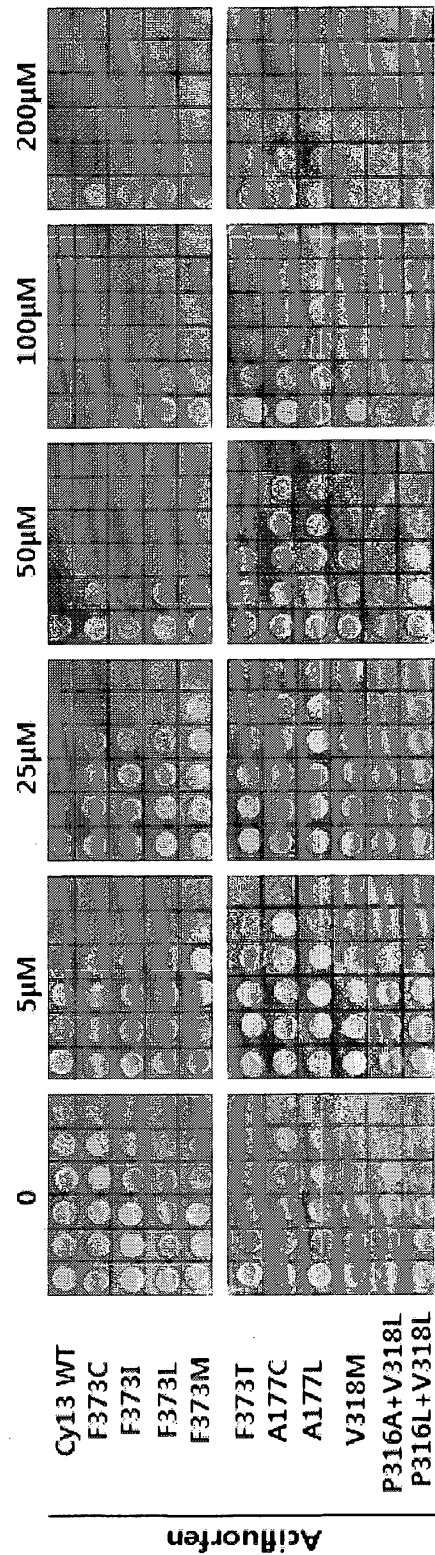 0 5μM 25μM 50μM 100μM 200μM
Acifluorfen
Cy13 WT
F373C
F373I
F373L
F373M
F373T
A177C
A177L
V318M
P316A+V318L
P316L+V318L